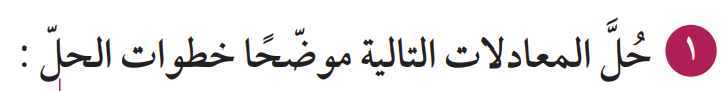 ١ حُلَّ المعادلات التالية موضّحًا خطوات الحلّ :